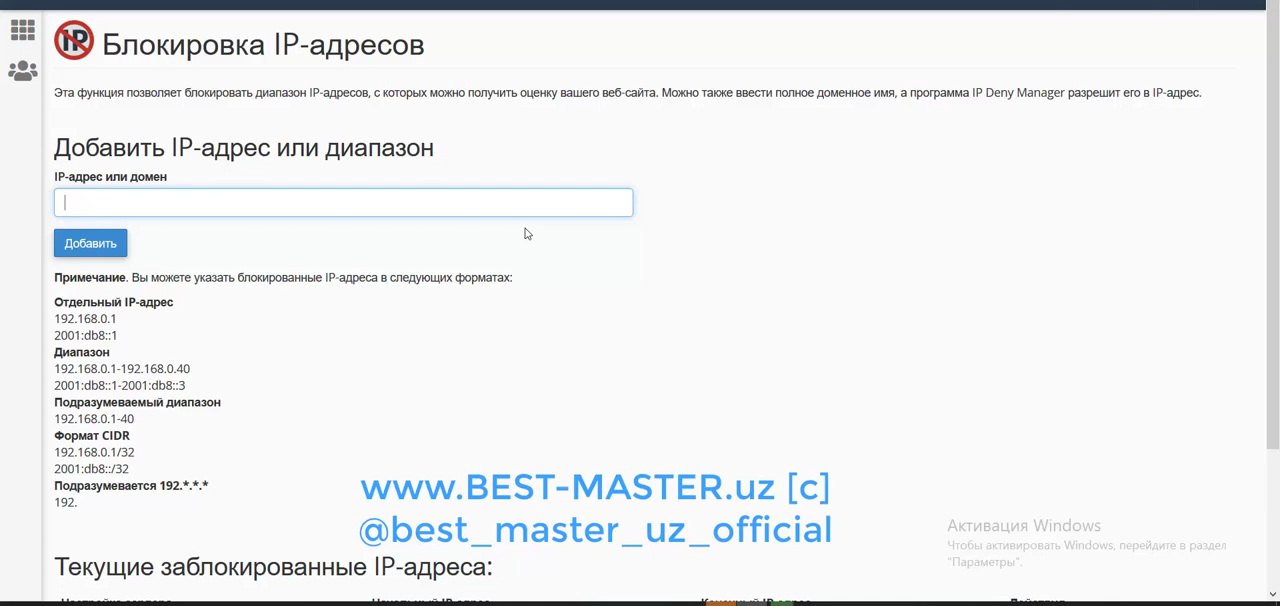 IP
Блокировка IP-адресов
Эта функция позволяет блокировать диапазон IP-адресов, с которых можно получить оценку вашего веб-сайта. Можно также ввести полное доменное имя, а программа IP Deny Manager разрешит его в IP-адрес.
Добавить IP-адрес или диапазон
IP-адрес или домен
Добавить
Примечание. Вы можете указать блокированные IP-адреса в следующих форматах:
Отдельный IP-адрес
192.168.0.1
2001:db8::1
Диапазон
192.168.0.1-192.168.0.40
2001:db8::1-2001:db8::3
Подразумеваемый диапазон
192.168.0.1-40
Формат CIDR
192.168.0.1/32
2001:db8::/32
Подразумевается 192.*.*.*
192.
www.BEST-MASTER.uz [c]
@best_master_uz_official
Активация Windows
Чтобы активировать Windows, перейдите в раздел
"Параметры".
Текущие заблокированные IP-адреса: